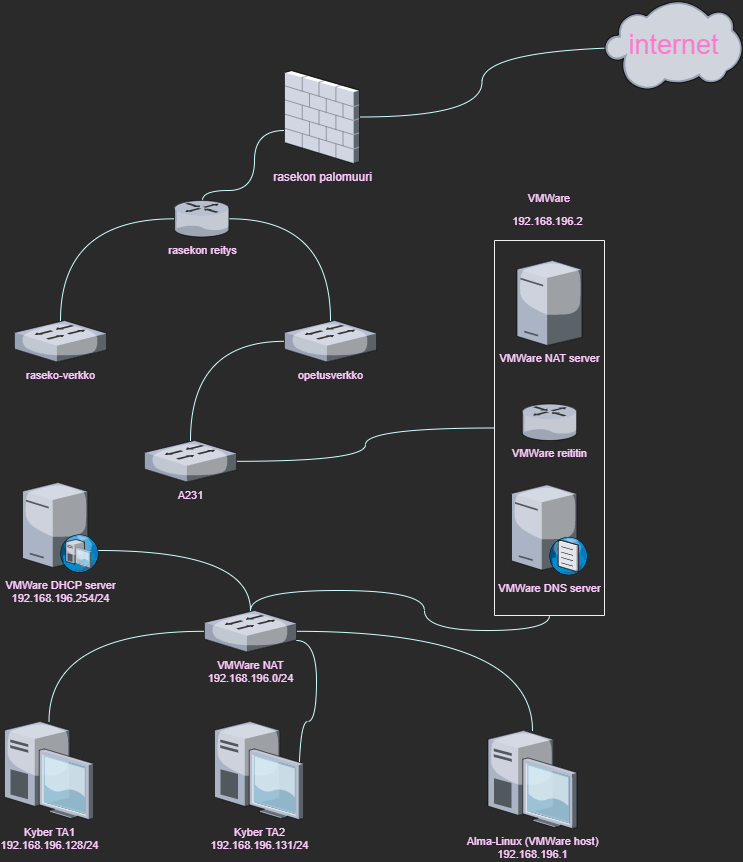 internet
rasekon palomuuri
VMWare
192.168.196.2
rasekon reitys
VMWare NAT server
raseko-verkko
opetusverkko
VMWare reititin
A231
VMWare DHCP server
192.168.196.254/24
VMWare DNS server
VMWare NAT
192.168.196.0/24
Kyber TA1
192.168.196.128/24
Kyber TA2
192.168.196.131/24
Alma-Linux (VMWare host)
192.168.196.1